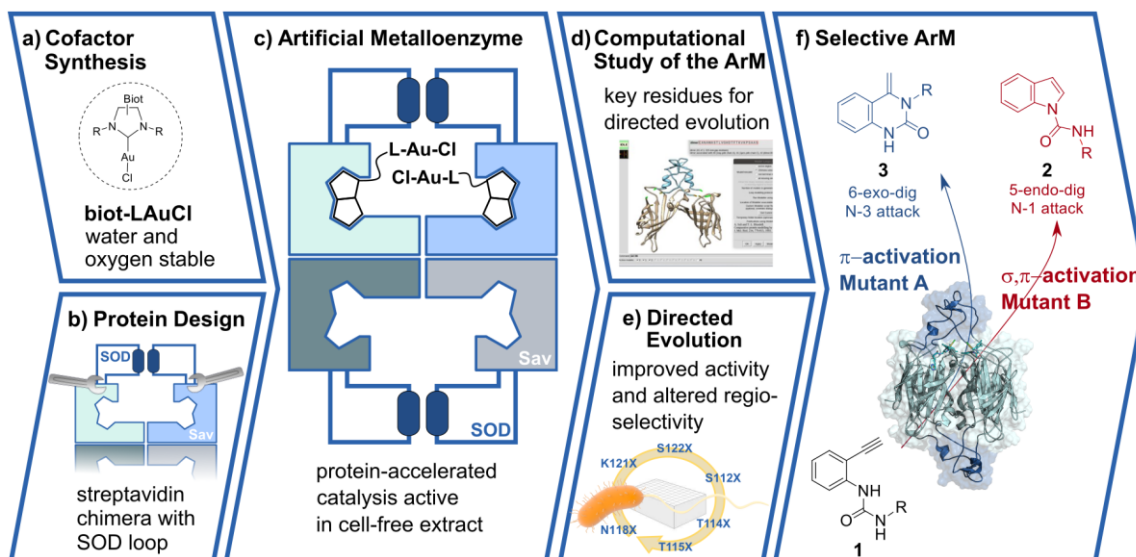 a) Cofactor
Synthesis
Biot
R
N
N
R
Au
Cl
biot-LAuCl
water and
oxygen stable
b) Protein Design
SOD
Sav
streptavidin
chimera with
SOD loop
c) Artificial Metalloenzyme
L-Au-Cl
Cl-Au-L
Sav
SOD
protein-accelerated
catalysis active
in cell-free extract
d) Computational
Study of the ArM
key residues for
directed evolution
e) Directed
Evolution
improved activity
and altered regio-
selectivity
S122X
K121X
S112X
N118X
T114X
T115X
f) Selective ArM
N
R
N
H
O
3
6-exo-dig
N-3 attack
N
O
NH
R
2
5-endo-dig
N-1 attack
π−activation
Mutant A
σ,π−activation
Mutant B
NH
O
N
H
R
1